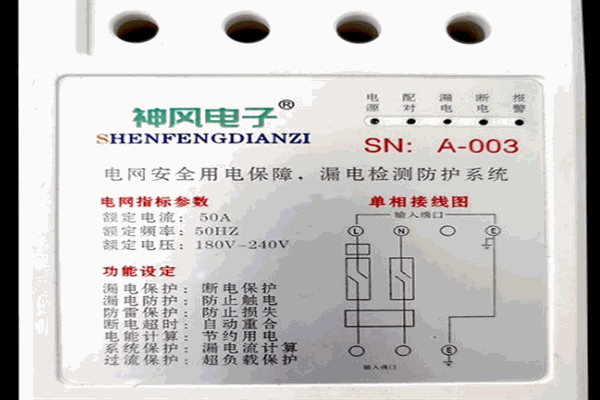 神风电子®
SHENFENGDIANZI
电源 配对 漏电 断电 报警
SN: A-003
电网安全用电保障，漏电检测防护系统
电网指标参数
额定电流：50A
额定频率：50HZ
额定电压：180V-240V
功能设定
漏电保护：断电保护
漏电防护：防止触电
防雷保护：防止损失
断电超时：自动重合
电能计算：节约用电
系统保护：漏电流计算
过流保护：超负载保护
单相接线图
输入端口
L N E
E
输入端口